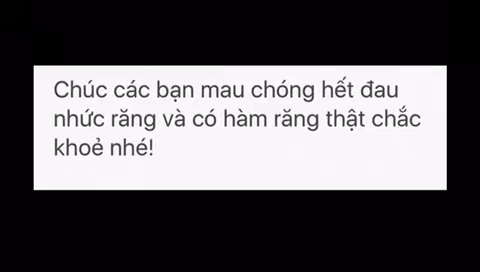 Chúc các bạn mau chóng hết đau
nhức răng và có hàm răng thật chắc
khoẻ nhé!